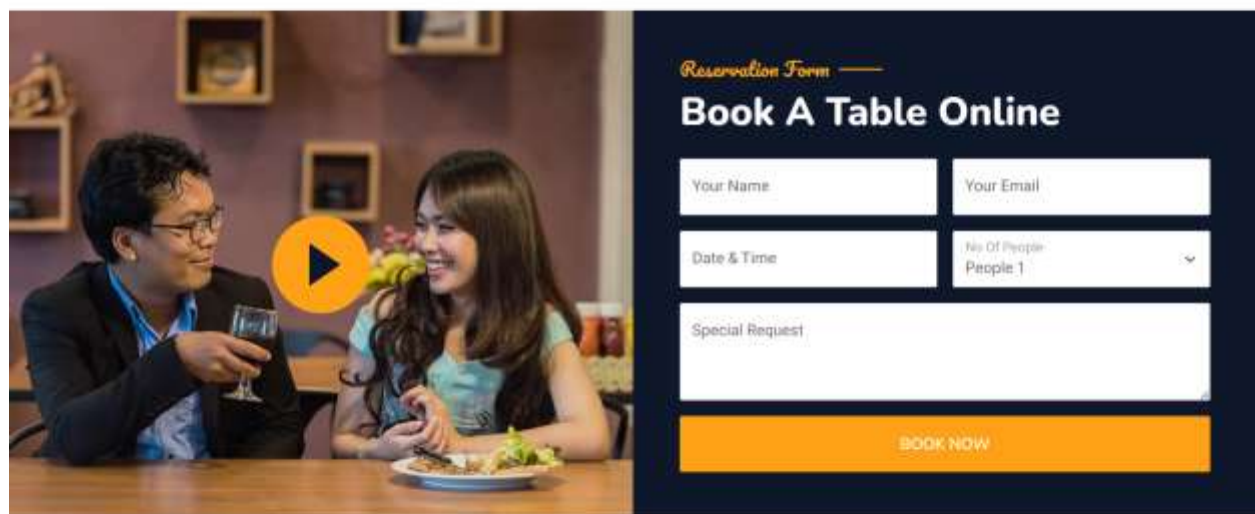 Reservation Form
Book A Table Online
Your Name
Your Email
Date & Time
No Of People
People 1
Special Request
BOOK NOW